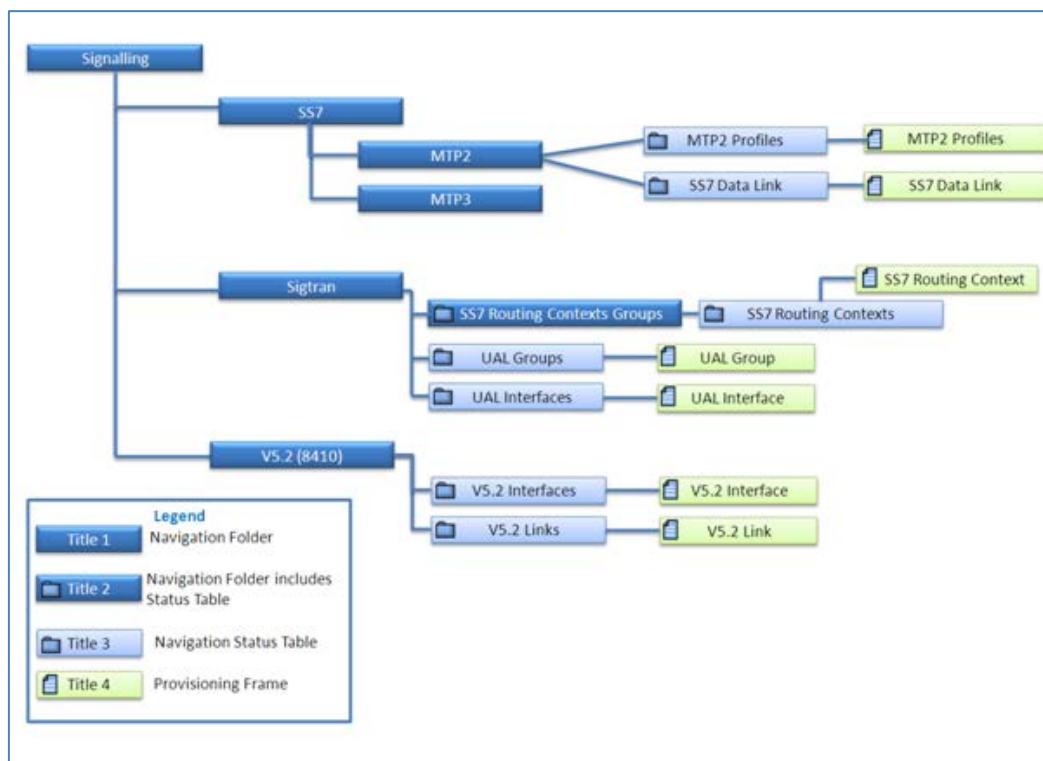 Signalling
SS7
MTP2
MTP2 Profiles
MTP2 Profiles
SS7 Data Link
SS7 Data Link
MTP3
Sigtran
SS7 Routing Context
SS7 Routing Contexts Groups
SS7 Routing Contexts
UAL Groups
UAL Group
UAL Interfaces
UAL Interface
V5.2 (8410)
V5.2 Interfaces
V5.2 Interface
V5.2 Links
V5.2 Link
Legend
Title 1
Navigation Folder
Title 2
Navigation Folder includes
Status Table
Title 3
Navigation Status Table
Title 4
Provisioning Frame